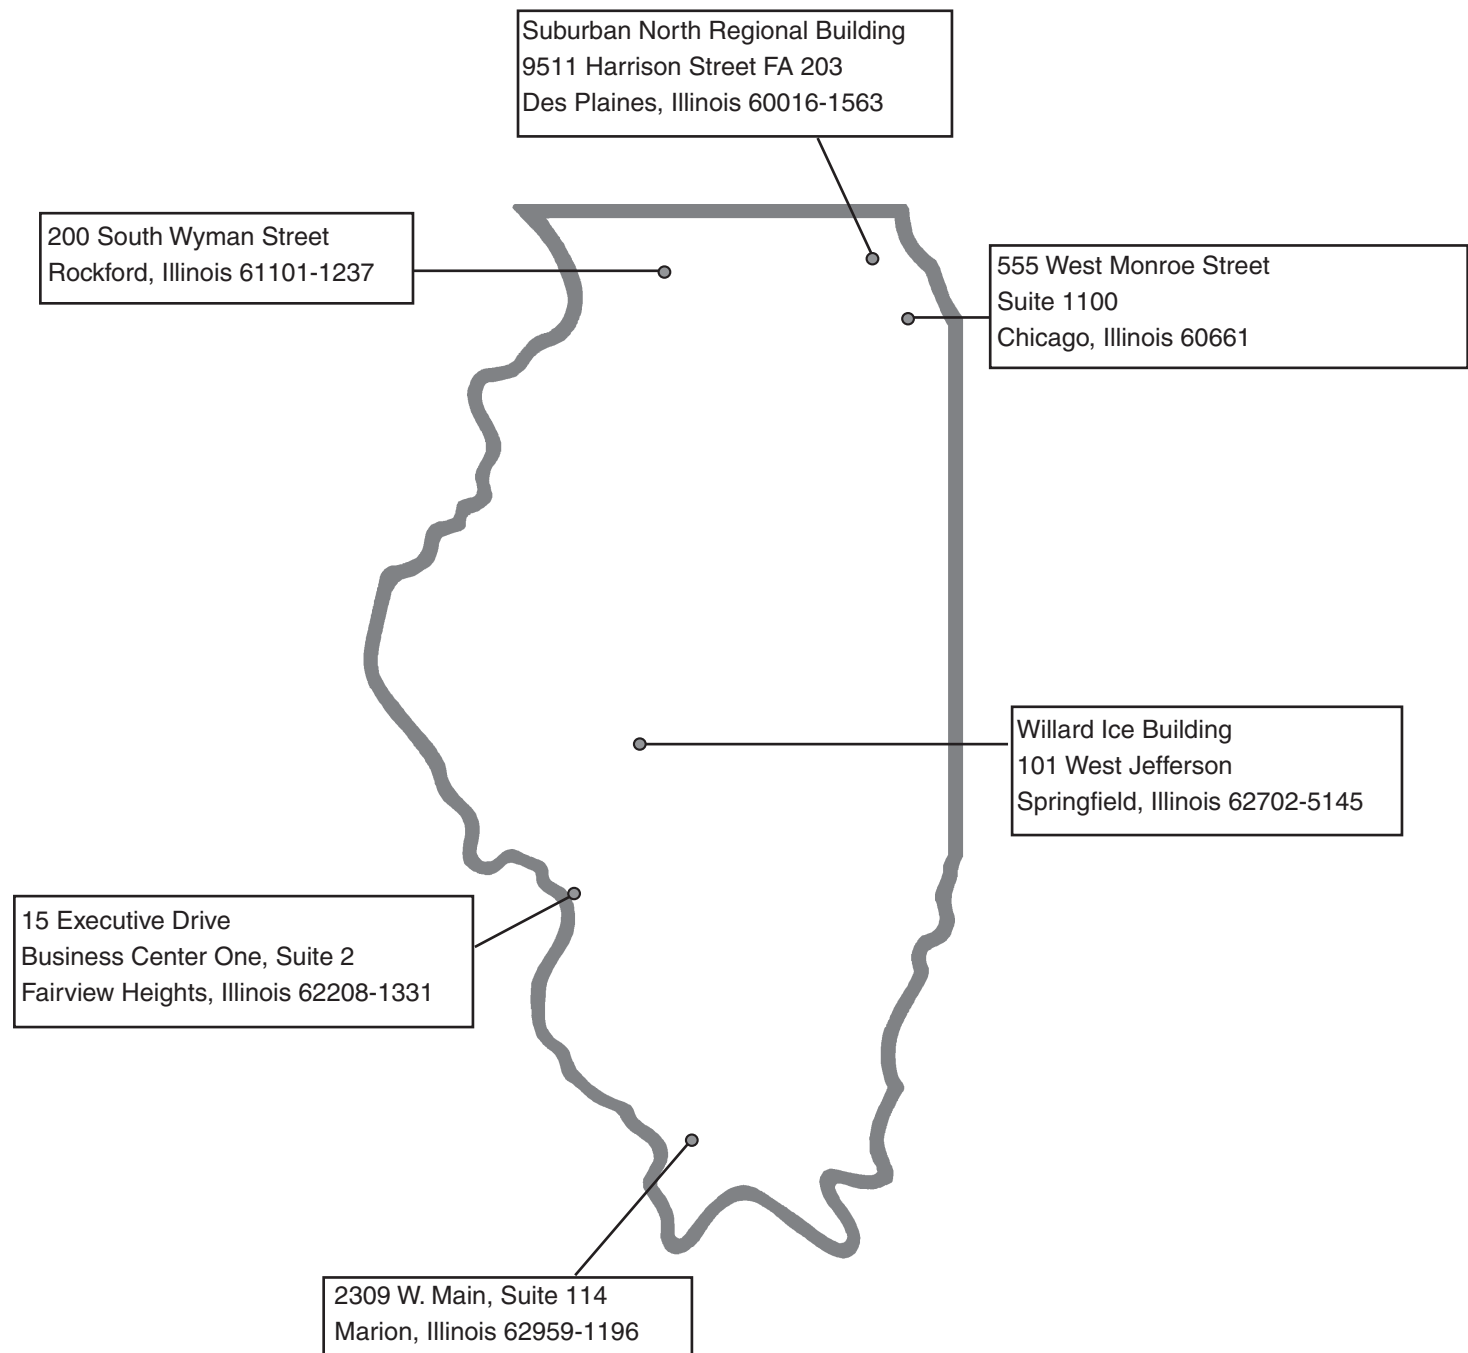 Suburban North Regional Building
9511 Harrison Street FA 203
Des Plaines, Illinois 60016-1563
200 South Wyman Street
Rockford, Illinois 61101-1237
555 West Monroe Street
Suite 1100
Chicago, Illinois 60661
Willard Ice Building
101 West Jefferson
Springfield, Illinois 62702-5145
15 Executive Drive
Business Center One, Suite 2
Fairview Heights, Illinois 62208-1331
2309 W. Main, Suite 114
Marion, Illinois 62959-1196